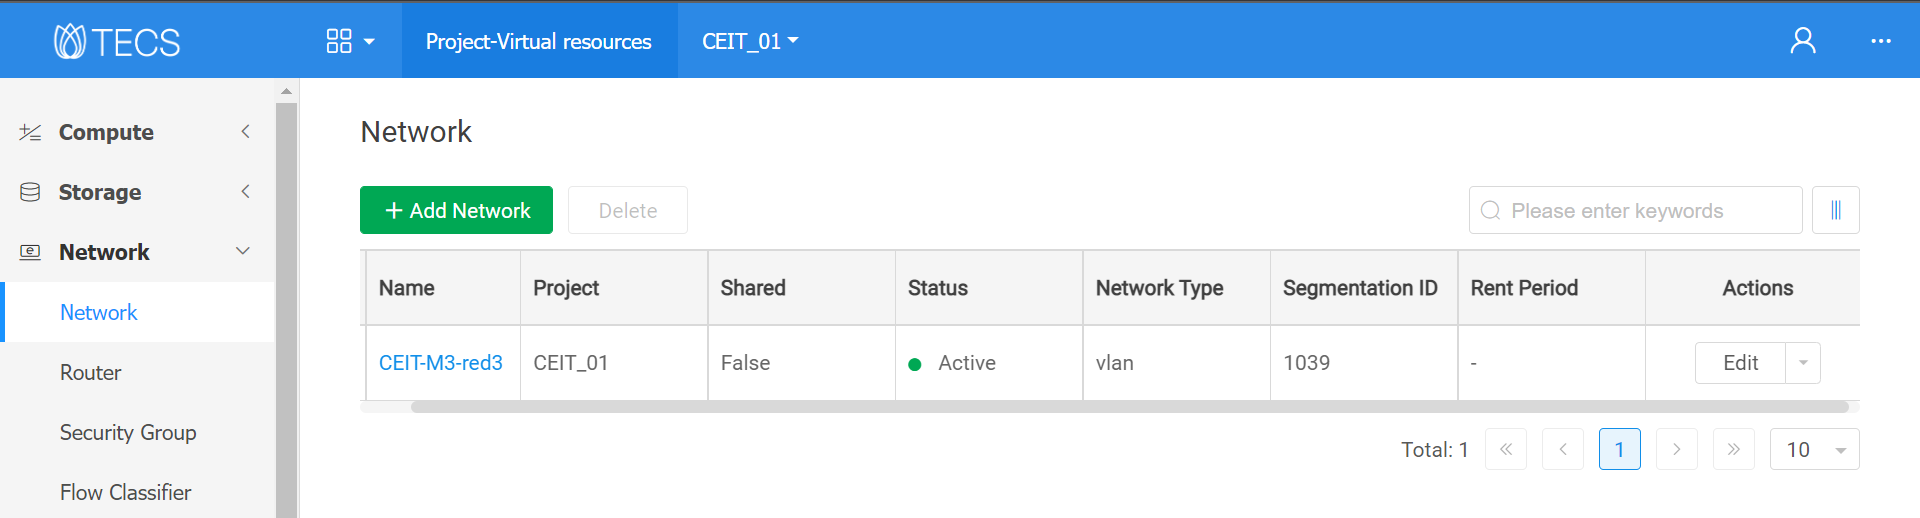 TECS
Project-Virtual resources
CEIT_01
Compute
Storage
Network
Network
Router
Security Group
Flow Classifier
Network
+ Add Network
Delete
Please enter keywords
Name Project Shared Status Network Type Segmentation ID Rent Period Actions
CEIT-M3-red3 CEIT_01 False Active vlan 1039 - Edit
Total: 1 « < 1 > » 10